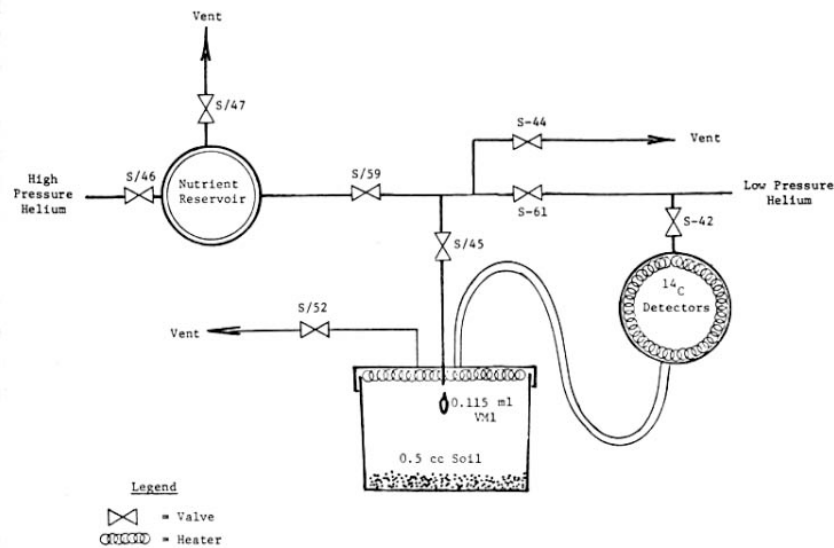 Vent
S/47
S-44
Vent
S/46
S/59
High
Pressure
Helium
Nutrient
Reservoir
S-61
Low Pressure
Helium
S-42
S/45
14C
Detectors
S/52
Vent
0.115 ml
VM1
0.5 cc Soil
Legend
= Valve
= Heater